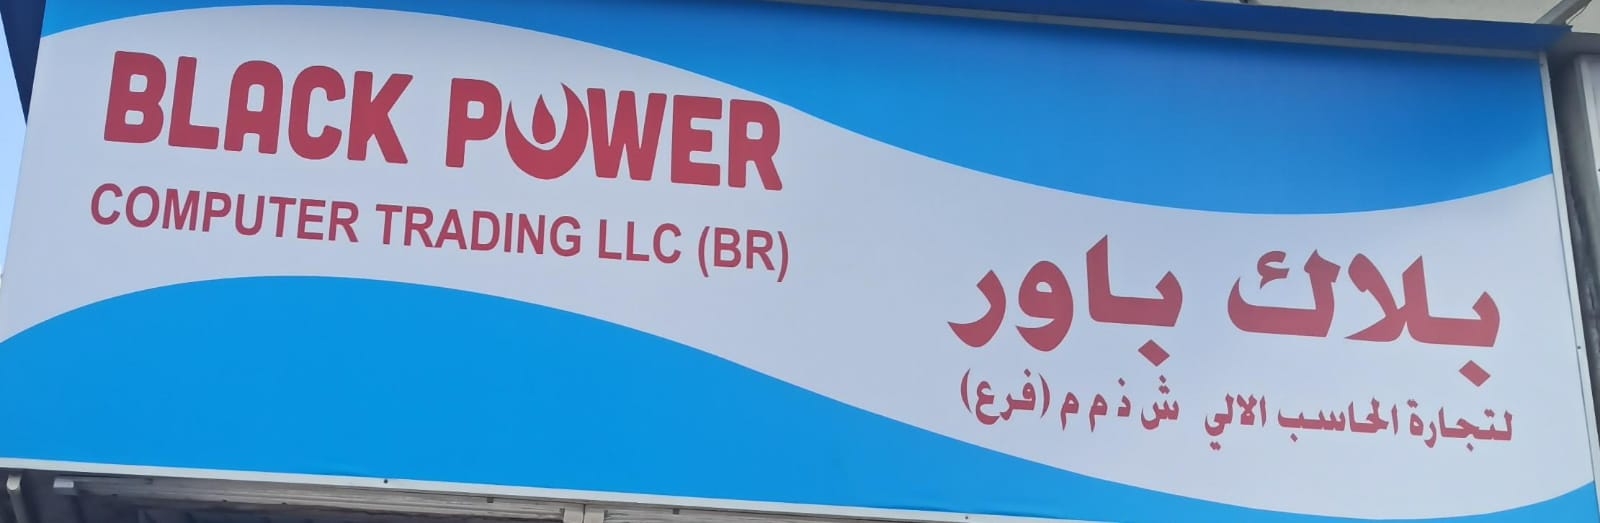 BLACK POWER
COMPUTER TRADING LLC (BR)
بلاك باور
لتجارة الحاسب الالي ش ذ م م (فرع)